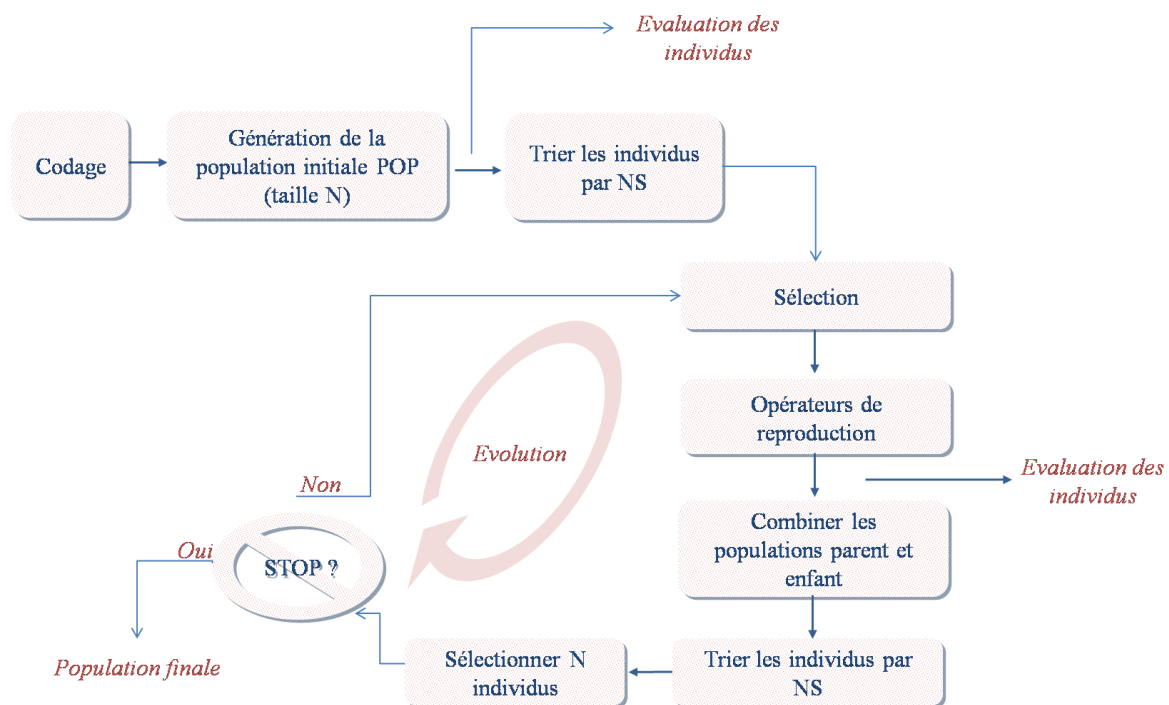 Evaluation des
individus
Codage
Génération de la
population initiale POP
(taille N)
Trier les individus
par NS
Sélection
Opérateurs de
reproduction
Evaluation des
individus
Combiner les
populations parent et
enfant
Trier les individus par
NS
Sélectionner N
individus
Evolution
Non
Oui
STOP ?
Population finale